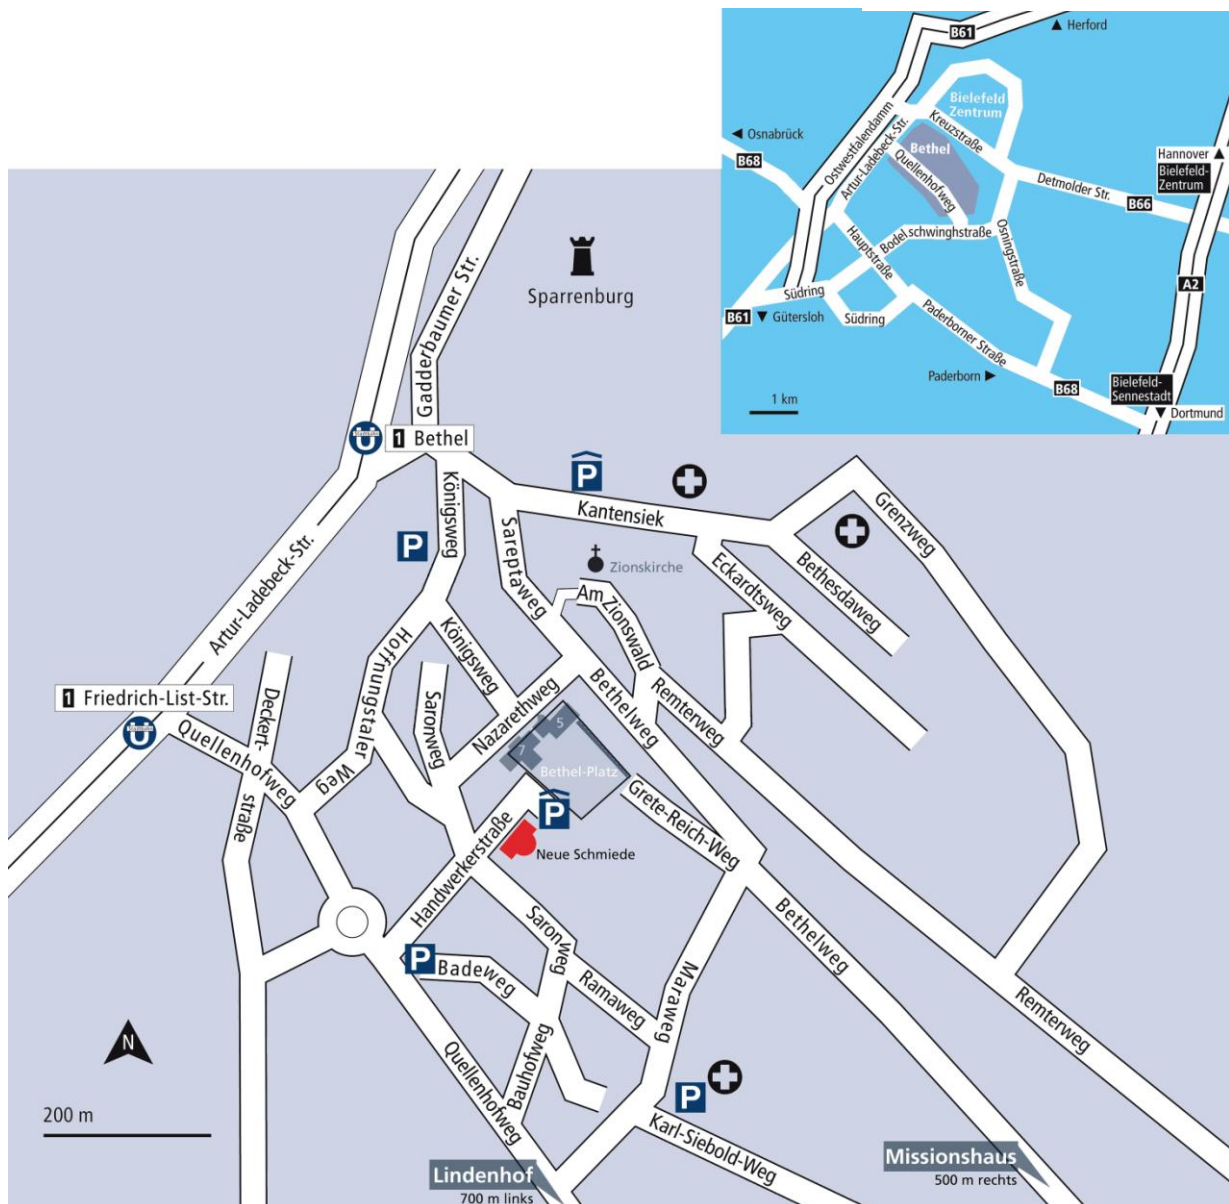 B61
Herford
Bielefeld
Zentrum
Ostwestfalendamm
Artur-Ladebeck-Str.
Kreuzstraße
Osnabrück
B68
Bethel
Quellenhofweg
Hannover
Bielefeld-
Zentrum
Detmolder Str.
B66
Hauptstraße
Bodelschwinghstraße
Osningstraße
Südring
A2
B61
Gütersloh
Südring
Paderborner Straße
Paderborn
B68
Bielefeld-
Sennestadt
1 km
Dortmund
Gadderbaumer Str.
Sparrenburg
1 Bethel
P
Königsweg
Kantensiek
Grenzweg
P
Sareptaweg
Zionskirche
Eckardtsweg
Bethesdaweg
Artur-Ladebeck-Str.
Am Zionswald
Hoffnungstaler Weg
Königsweg
1 Friedrich-List-Str.
Decker-
straße
Saronweg
Nazarethweg
Bethelweg
Remterweg
Quellenhofweg
5
7
Bethel-Platz
P
Grete-Reich-Weg
Handwerkerstraße
Neue Schmiede
Saronweg
Bethelweg
P
Badeweg
Ramaweg
Maraweg
Remterweg
N
Bauhofweg
Quellenhofweg
P
200 m
Karl-Siebold-Weg
Lindenhof
700 m links
Missionshaus
500 m rechts